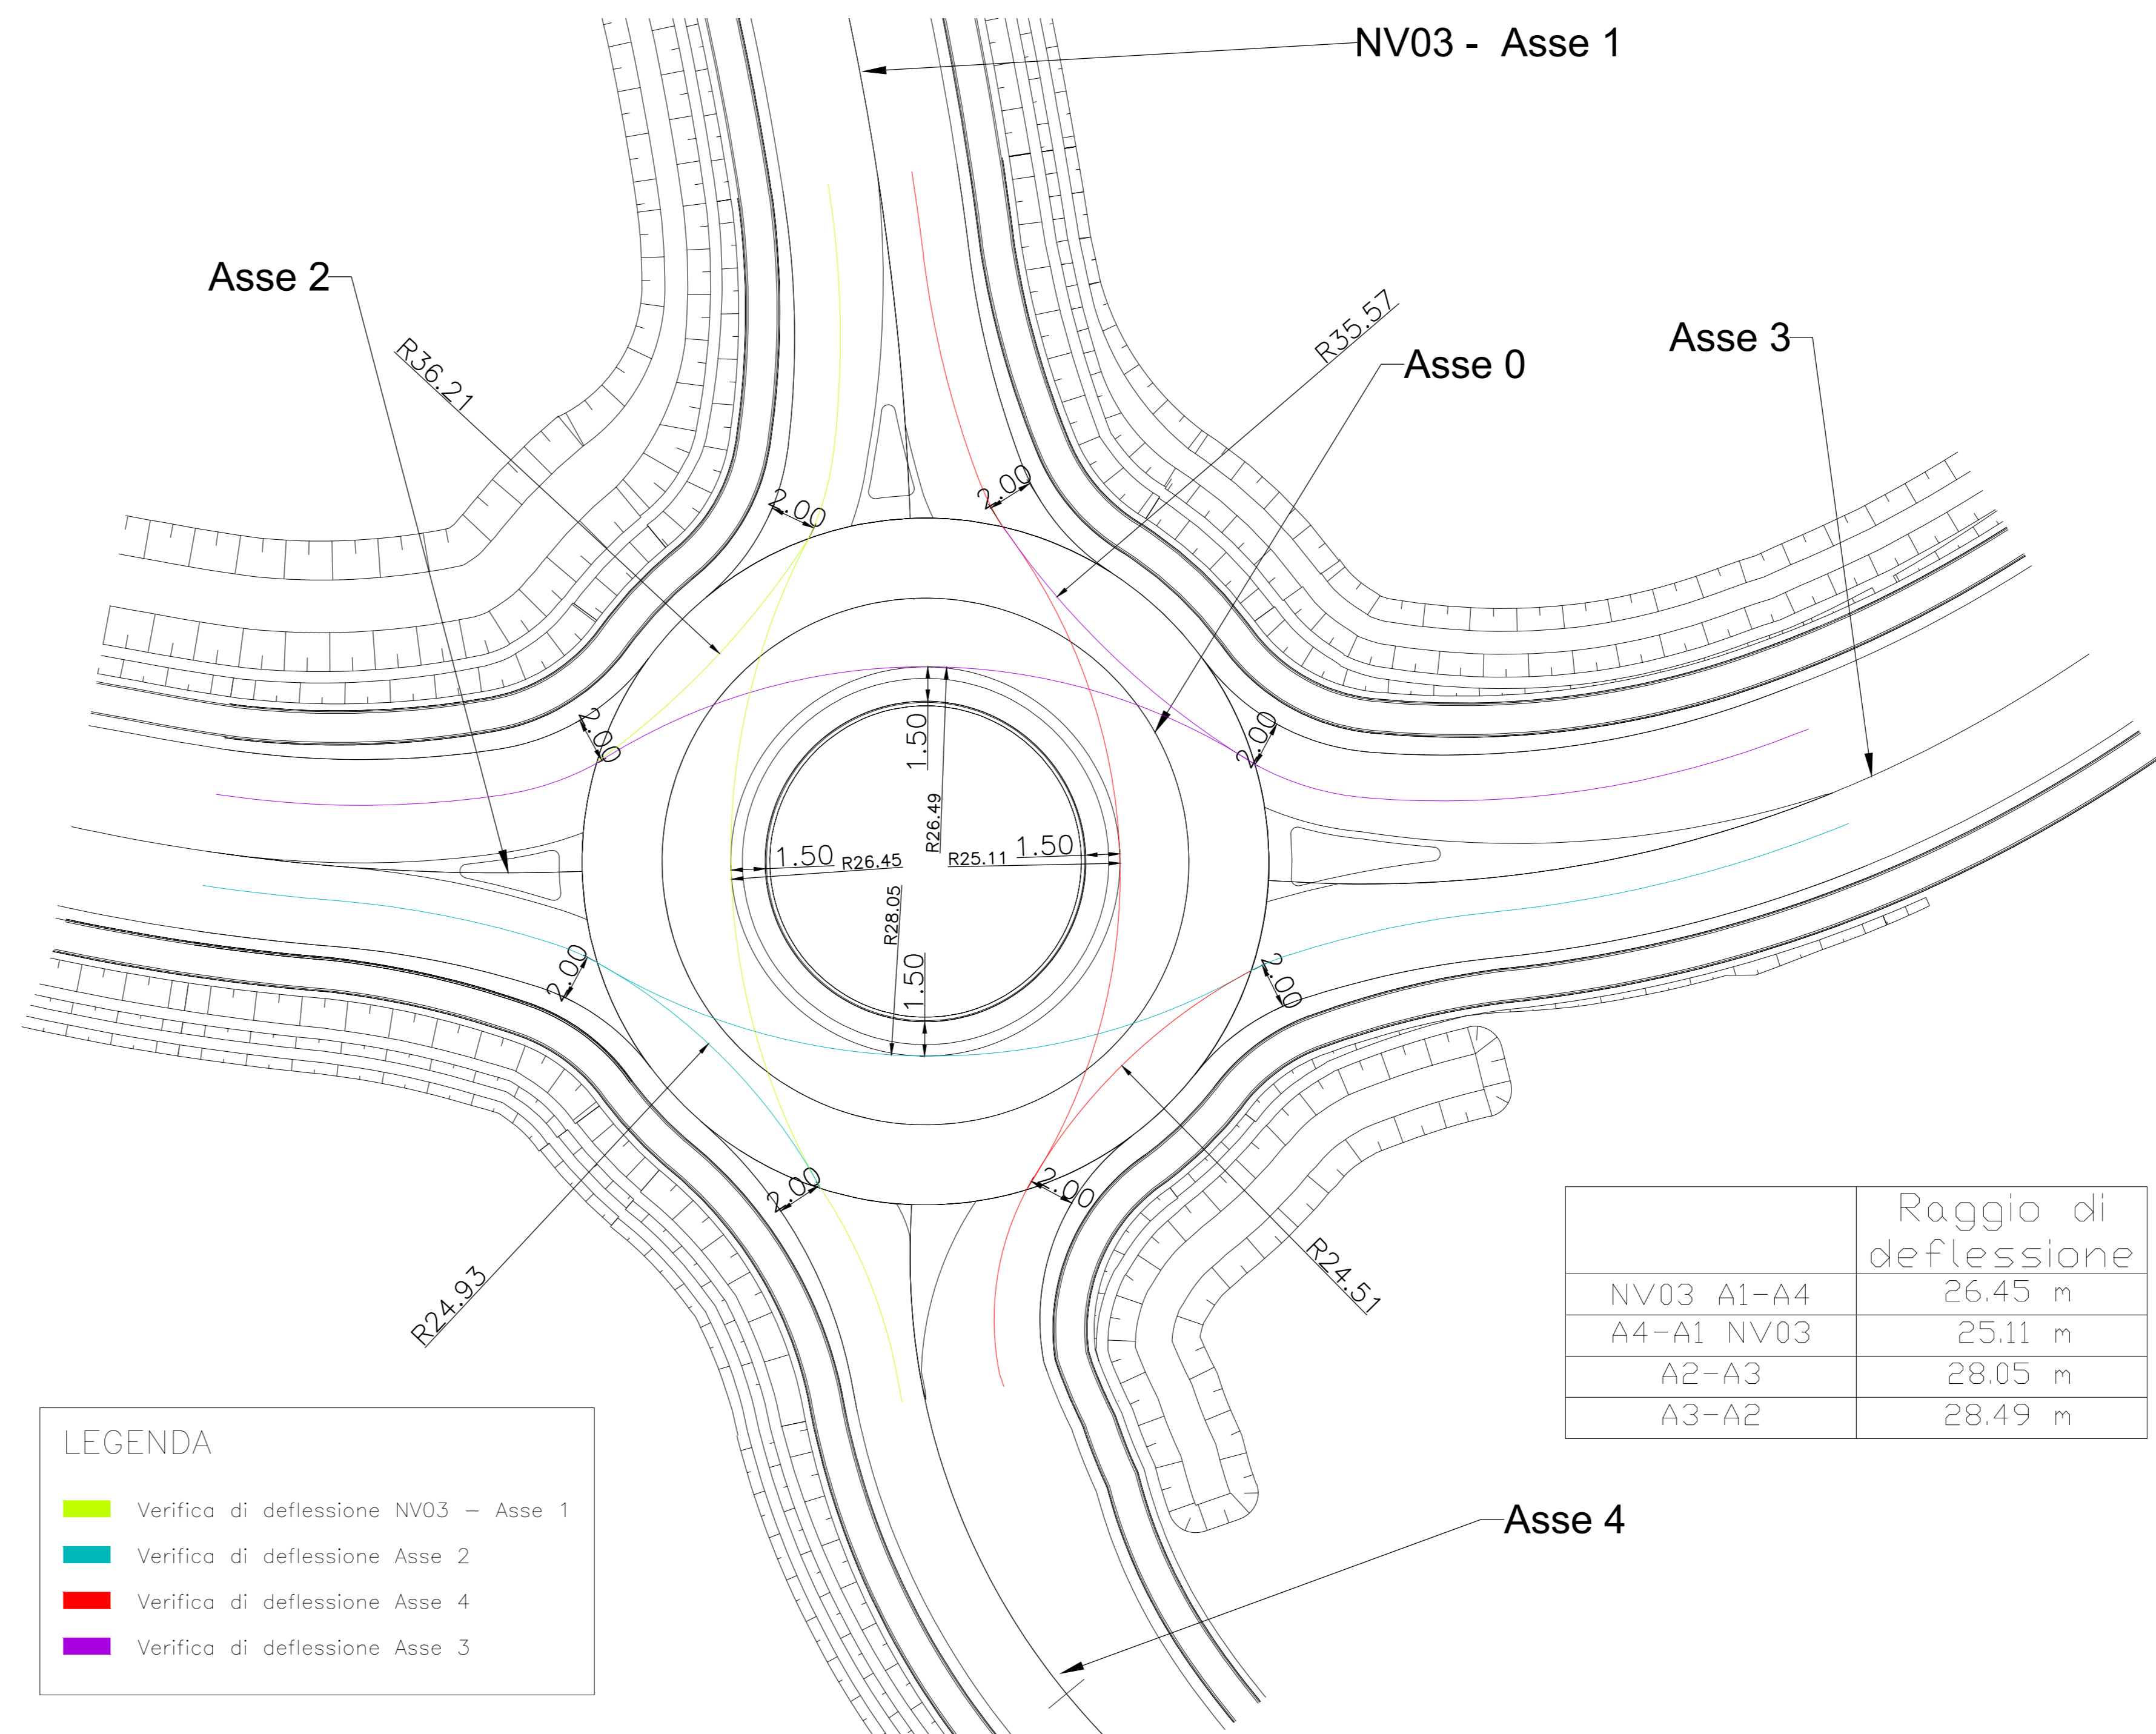 NV03 - Asse 1
Asse 2
R36.21
R35.57
Asse 0
Asse 3
2.00
2.00
2.00
2.00
1.50
R26.49
1.50
R26.45
R25.11
1.50
R28.05
1.50
2.00
2.00
2.00
2.00
R24.93
R24.51
Raggio di
deflessione
NV03 A1-A4 26.45 m
A4-A1 NV03 25.11 m
A2-A3 28.05 m
A3-A2 28.49 m
LEGENDA
Verifica di deflessione NV03 - Asse 1
Verifica di deflessione Asse 2
Verifica di deflessione Asse 4
Verifica di deflessione Asse 3
Asse 4